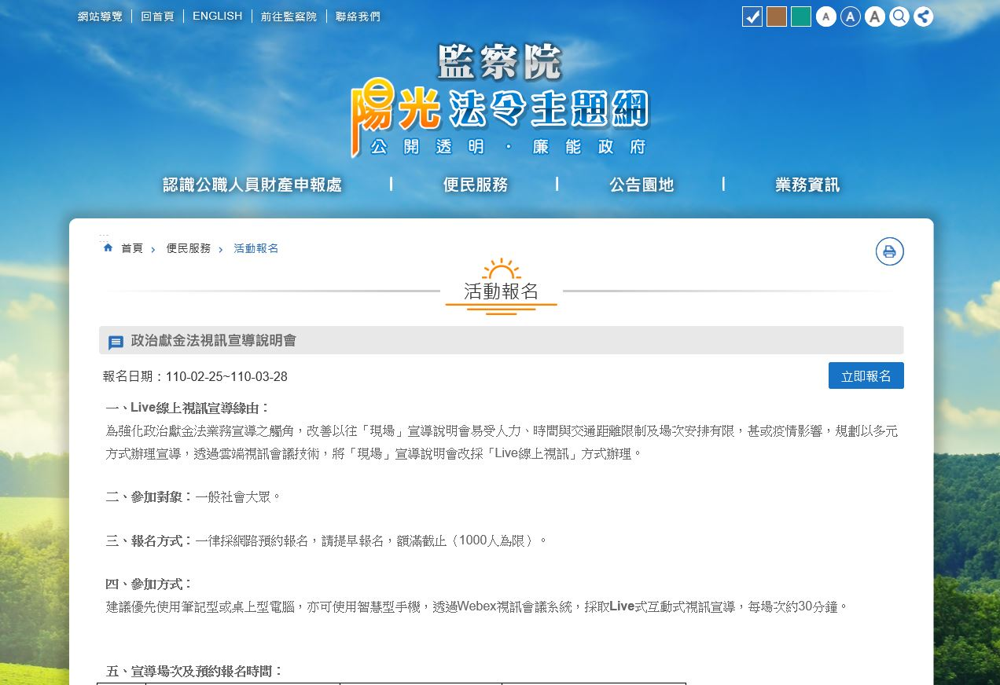 網站導覽 回首頁 ENGLISH 前往監察院 聯絡我們
A A A
監察院
陽光法令主題網
公開透明・廉能政府
認識公職人員財產申報處 便民服務 公告園地 業務資訊
:::
首頁 便民服務 活動報名
活動報名
政治獻金法視訊宣導說明會
報名日期：110-02-25~110-03-28 立即報名
一、Live線上視訊宣導緣由：
為強化政治獻金法業務宣導之觸角，改善以往「現場」宣導說明會易受人力、時間與交通距離限制及場次安排有限，甚或疫情影響，規劃以多元
方式辦理宣導，透過雲端視訊會議技術，將「現場」宣導說明會改採「Live線上視訊」方式辦理。
二、參加對象：一般社會大眾。
三、報名方式：一律採網路預約報名，請提早報名，額滿截止（1000人為限）。
四、參加方式：
建議優先使用筆記型或桌上型電腦，亦可使用智慧型手機，透過Webex視訊會議系統，採取Live式互動式視訊宣導，每場次約30分鐘。
五、宣導場次及預約報名時間：